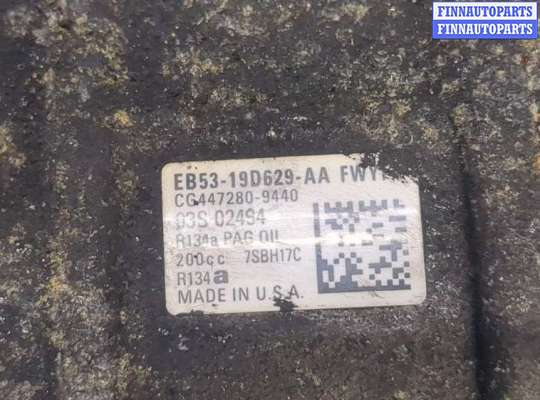 FINNAUTOPARTS
FINNAUTOPARTS
EB53-19D629-AA
CG447280-9440
03S 02494
R134a PAG OIL
200cc 7SBH17C
R134a
MADE IN U.S.A.